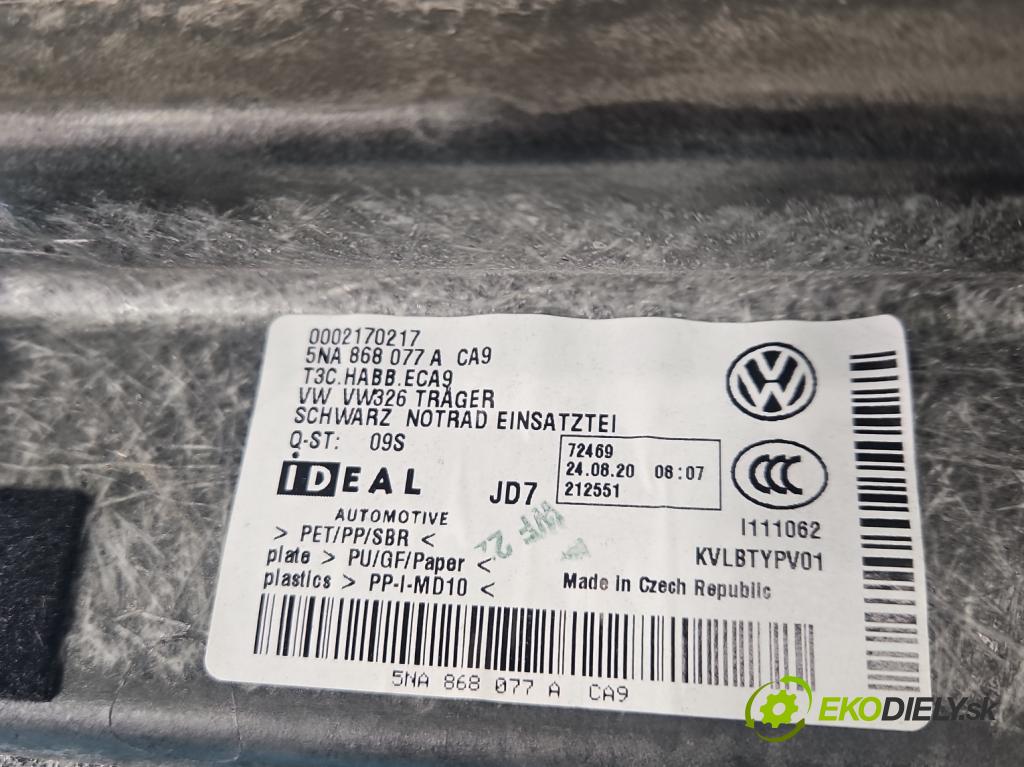 0002170217
5NA 868 077 A CA9
T3C.HABB.ECA9
VW VW326 TRÄGER
SCHWARZ NOTRAD EINSATZTEI
Q-ST: 09S
72469
24.08.20 08:07
212551
IDEAL
AUTOMOTIVE
JD7
I111062
KVLBTYPV01
> PET/PP/SBR <
plate > PU/GF/Paper <
plastics > PP-I-MD10 <
Made in Czech Republic
5NA 868 077 A CA9
EKODIELY.sk